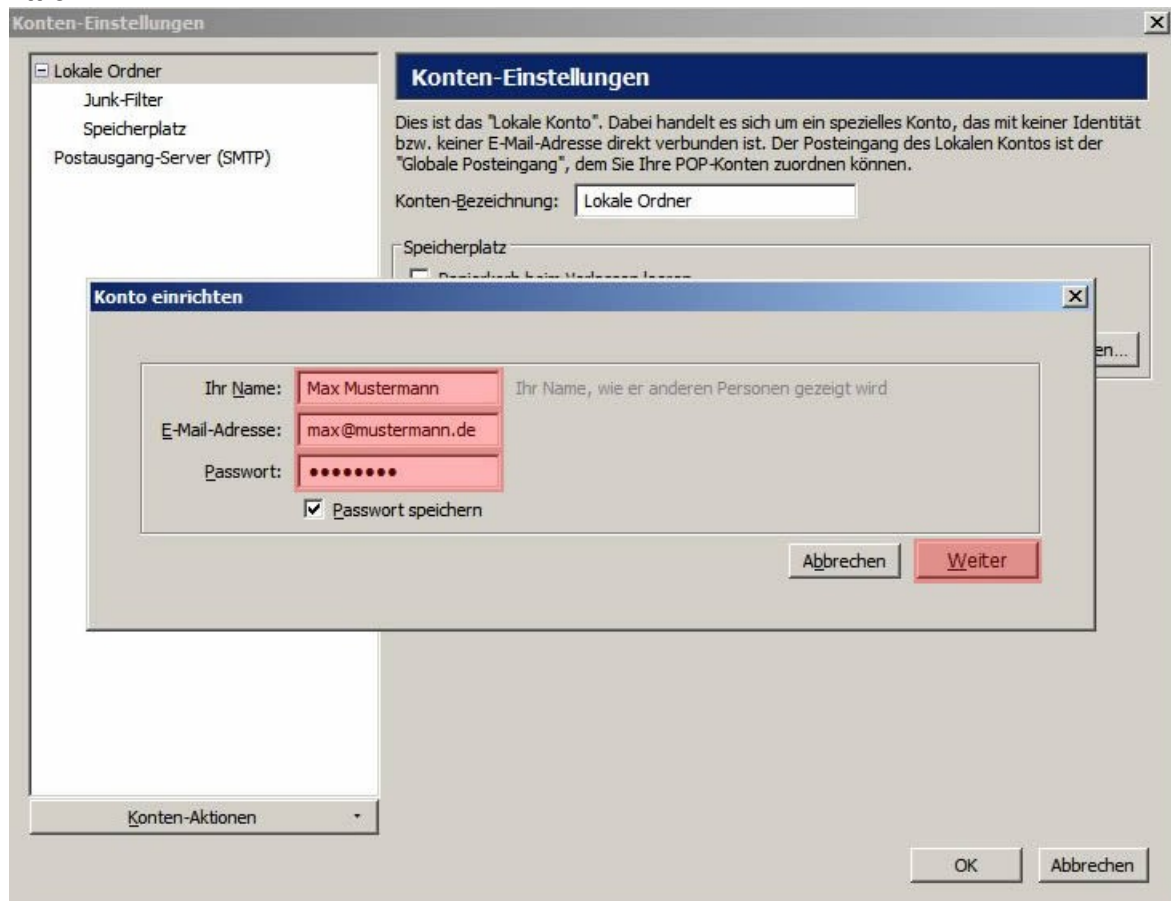 Konten-Einstellungen
Lokale Ordner
Junk-Filter
Speicherplatz
Postausgang-Server (SMTP)
Konten-Einstellungen
Dies ist das "Lokale Konto". Dabei handelt es sich um ein spezielles Konto, das mit keiner Identität
bzw. keiner E-Mail-Adresse direkt verbunden ist. Der Posteingang des Lokalen Kontos ist der
"Globale Posteingang", dem Sie Ihre POP-Konten zuordnen können.
Konten-Bezeichnung: Lokale Ordner
Speicherplatz
en...
Konto einrichten
Ihr Name: Max Mustermann Ihr Name, wie er anderen Personen gezeigt wird
E-Mail-Adresse: max@mustermann.de
Passwort: ●●●●●●●●
Passwort speichern
Abbrechen Weiter
Konten-Aktionen
OK Abbrechen